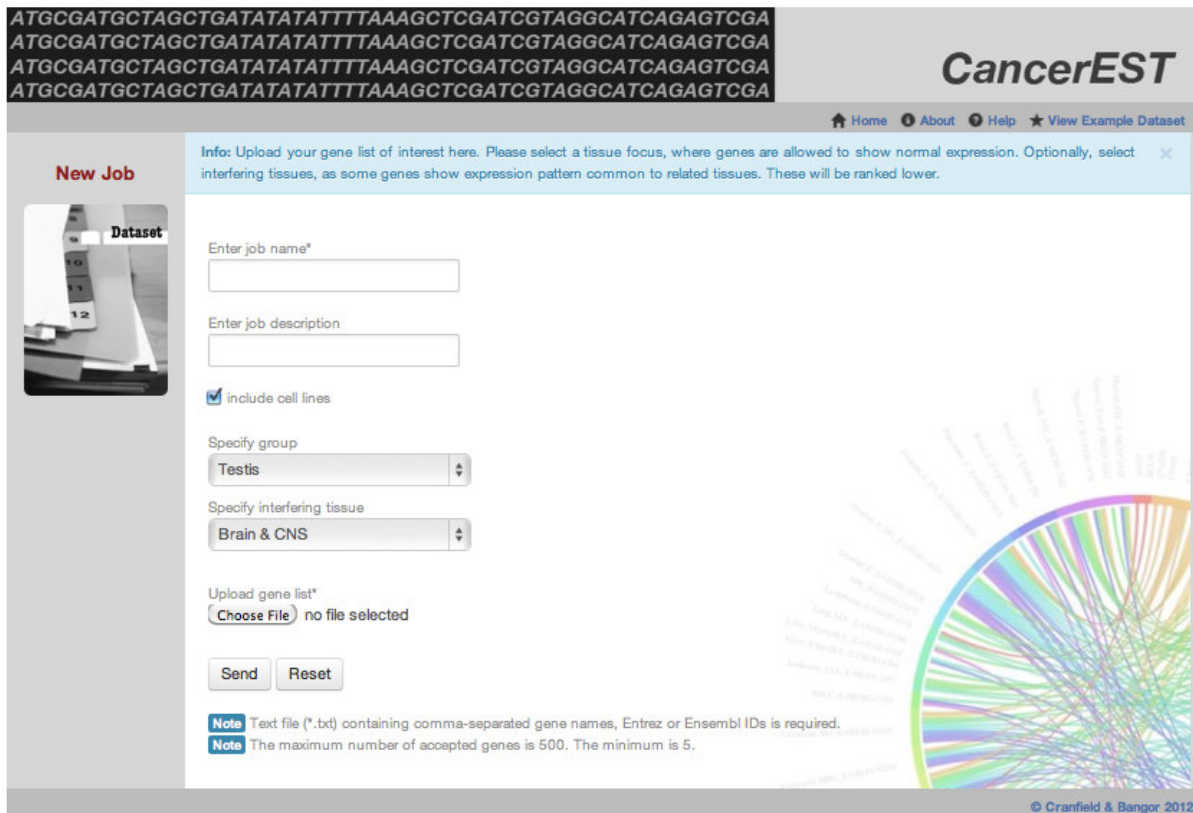 ATGCGATGCTAGCTGATATATATTTTAAAGCTCGATCGTAGGCATCAGAGTCGA
ATGCGATGCTAGCTGATATATATTTTAAAGCTCGATCGTAGGCATCAGAGTCGA
ATGCGATGCTAGCTGATATATATTTTAAAGCTCGATCGTAGGCATCAGAGTCGA
ATGCGATGCTAGCTGATATATATTTTAAAGCTCGATCGTAGGCATCAGAGTCGA
CancerEST
Home About Help View Example Dataset
New Job
Dataset
9
10
11
12
Info: Upload your gene list of interest here. Please select a tissue focus, where genes are allowed to show normal expression. Optionally, select
interfering tissues, as some genes show expression pattern common to related tissues. These will be ranked lower.
Enter job name*
Enter job description
include cell lines
Specify group
Testis
Specify interfering tissue
Brain & CNS
Upload gene list*
Choose File no file selected
Send Reset
Note Text file (*.txt) containing comma-separated gene names, Entrez or Ensembl IDs is required.
Note The maximum number of accepted genes is 500. The minimum is 5.
© Cranfield & Bangor 2012